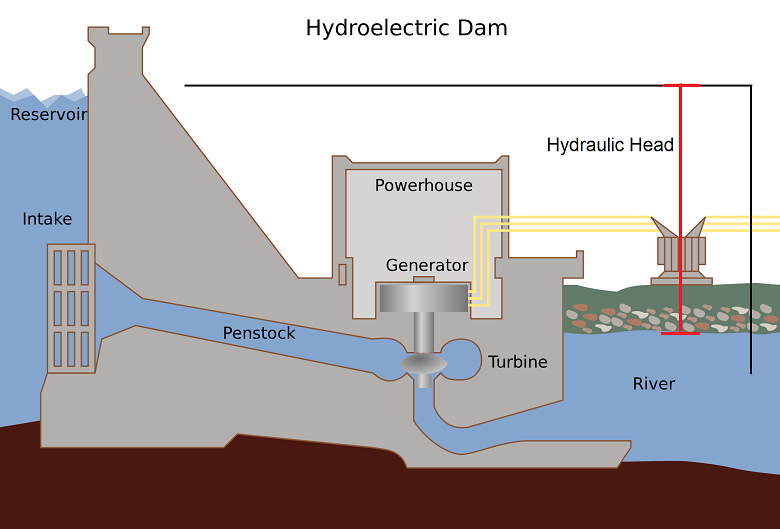 Hydroelectric Dam
Reservoir
Hydraulic Head
Powerhouse
Intake
Generator
Penstock
Turbine
River